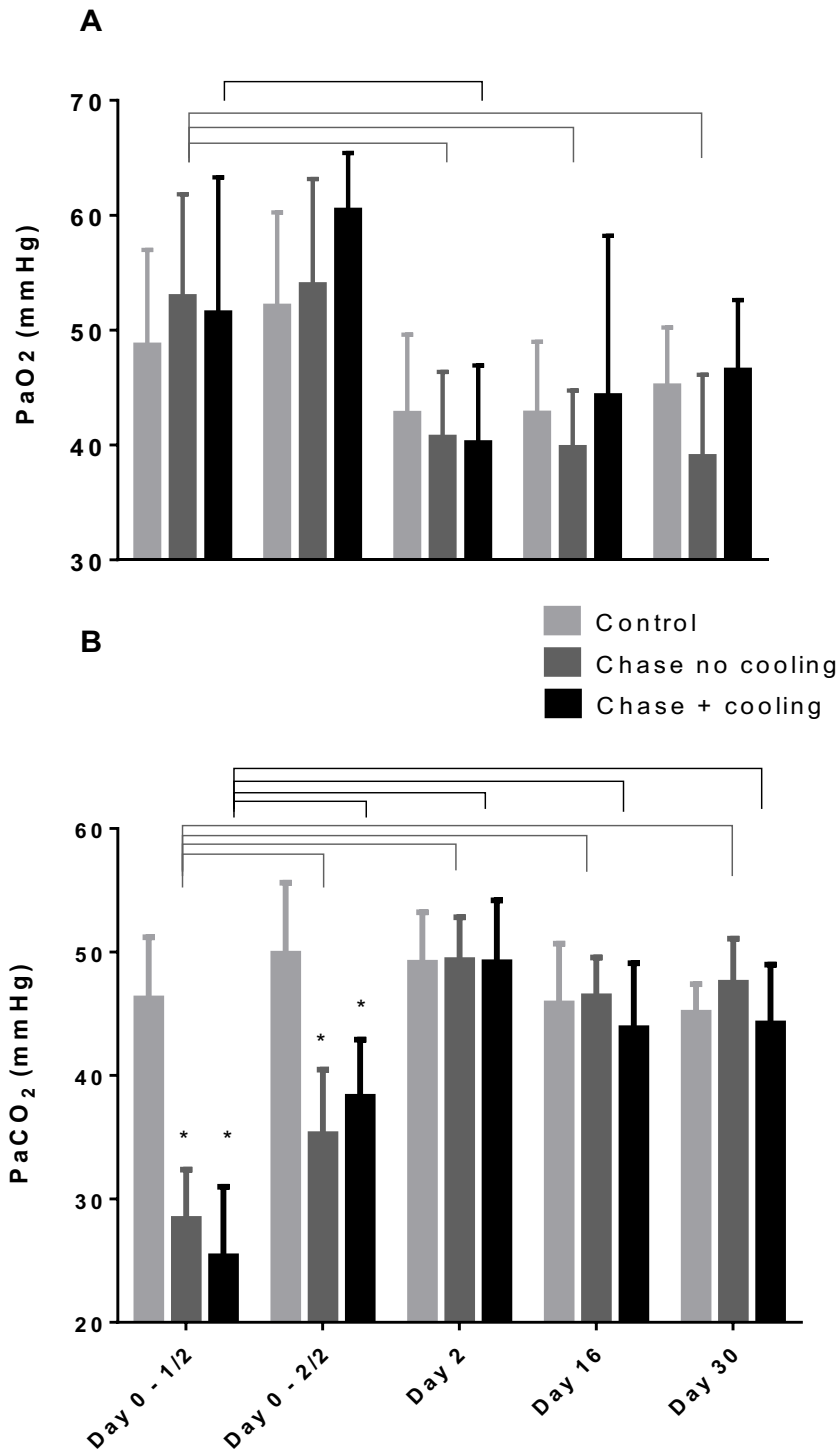 A
70
60
50
40
30
PaO2 (mmHg)
Control
Chase no cooling
Chase + cooling
B
60
50
40
30
20
PaCO2 (mmHg)
* * * *
Day 0 - 1/2
Day 0 - 2/2
Day 2
Day 16
Day 30